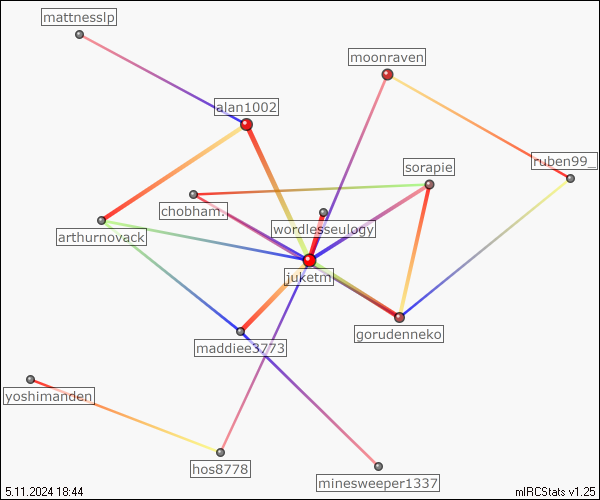 mattnesslp
moonraven
alan1002
ruben99_
sorapie
chobham.
wordlesseulogy
arthurnovack
juketm
gorudenneko
maddiee3773
yoshimanden
hos8778
minesweeper1337
5.11.2024 18:44
mIRCStats v1.25